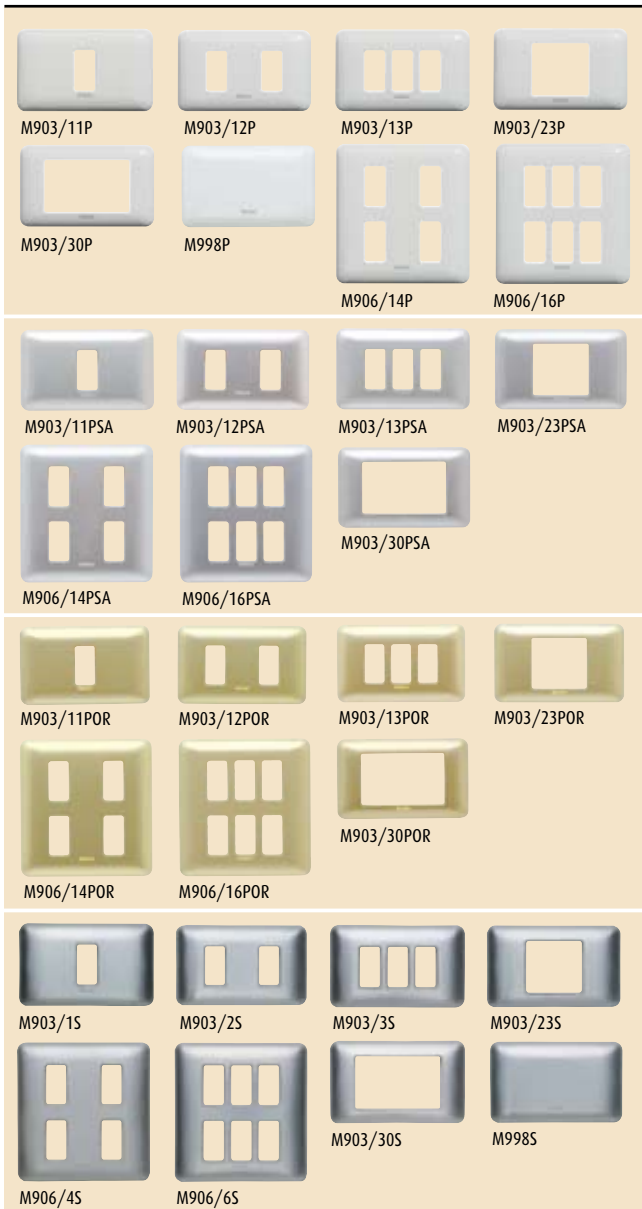 M903/11P M903/12P M903/13P M903/23P
M903/30P M998P
M906/14P M906/16P
M903/11PSA M903/12PSA M903/13PSA M903/23PSA
M903/30PSA
M906/14PSA M906/16PSA
M903/11POR M903/12POR M903/13POR M903/23POR
M903/30POR
M906/14POR M906/16POR
M903/1S M903/2S M903/3S M903/23S
M903/30S M998S
M906/4S M906/6S